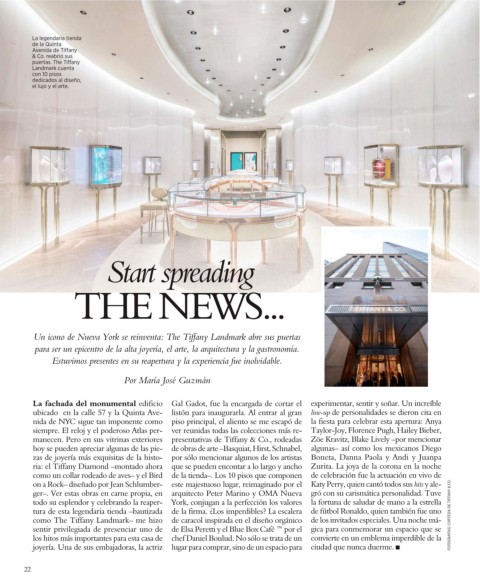 La legendaria tienda
de la Quinta
Avenida de Tiffany
& Co. reabrió sus
puertas. The Tiffany
Landmark cuenta
con 10 pisos
dedicados al diseño,
el lujo y el arte.
Start spreading
THE NEWS...
TIFFANY & CO.
Un icono de Nueva York se reinventa: The Tiffany Landmark abre sus puertas
para ser un epicentro de la alta joyería, el arte, la arquitectura y la gastronomía.
Estuvimos presentes en su reapertura y la experiencia fue inolvidable.
Por María José Guzmán
La fachada del monumental edificio
ubicado en la calle 57 y la Quinta Ave-
nida de NYC sigue tan imponente como
siempre. El reloj y el poderoso Atlas per-
manecen. Pero en sus vitrinas exteriores
hoy se pueden apreciar algunas de las pie-
zas de joyería más exquisitas de la histo-
ria: el Tiffany Diamond –montado ahora
como un collar rodeado de aves– y el Bird
on a Rock– diseñado por Jean Schlumber-
ger–. Ver estas obras en carne propia, en
todo su esplendor y celebrando la reaper-
tura de esta legendaria tienda –bautizada
como The Tiffany Landmark– me hizo
sentir privilegiada de presenciar uno de
los hitos más importantes para esta casa de
joyería. Una de sus embajadoras, la actriz
Gal Gadot, fue la encargada de cortar el
listón para inaugurarla. Al entrar al gran
piso principal, el aliento se me escapó de
ver reunidas todas las colecciones más re-
presentativas de Tiffany & Co., rodeadas
de obras de arte –Basquiat, Hirst, Schnabel,
por sólo mencionar algunos de los artistas
que se pueden encontrar a lo largo y ancho
de la tienda–. Los 10 pisos que componen
este majestuoso lugar, reimaginado por el
arquitecto Peter Marino y OMA Nueva
York, conjugan a la perfección los valores
de la firma. ¿Los imperdibles? La escalera
de caracol inspirada en el diseño orgánico
de Elsa Peretti y el Blue Box Café ™ por el
chef Daniel Boulud. No sólo se trata de un
lugar para comprar, sino de un espacio para
experimentar, sentir y soñar. Un increíble
line-up de personalidades se dieron cita en
la fiesta para celebrar esta apertura: Anya
Taylor-Joy, Florence Pugh, Hailey Bieber,
Zöe Kravitz, Blake Lively –por mencionar
algunas– así como los mexicanos Diego
Boneta, Danna Paola y Andi y Juanpa
Zurita. La joya de la corona en la noche
de celebración fue la actuación en vivo de
Katy Perry, quien cantó todos sus hits y ale-
gró con su carismática personalidad. Tuve
la fortuna de saludar de mano a la estrella
de fútbol Ronaldo, quien también fue uno
de los invitados especiales. Una noche má-
gica para conmemorar un espacio que se
convierte en un emblema imperdible de la
ciudad que nunca duerme. ■
FOTOGRAFÍAS: CORTESÍA DE TIFFANY & CO.
22